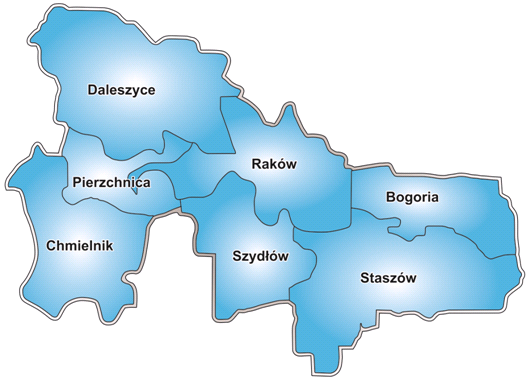 Daleszyce
Raków
Pierzchnica
Bogoria
Chmielnik
Szydłów
Staszów